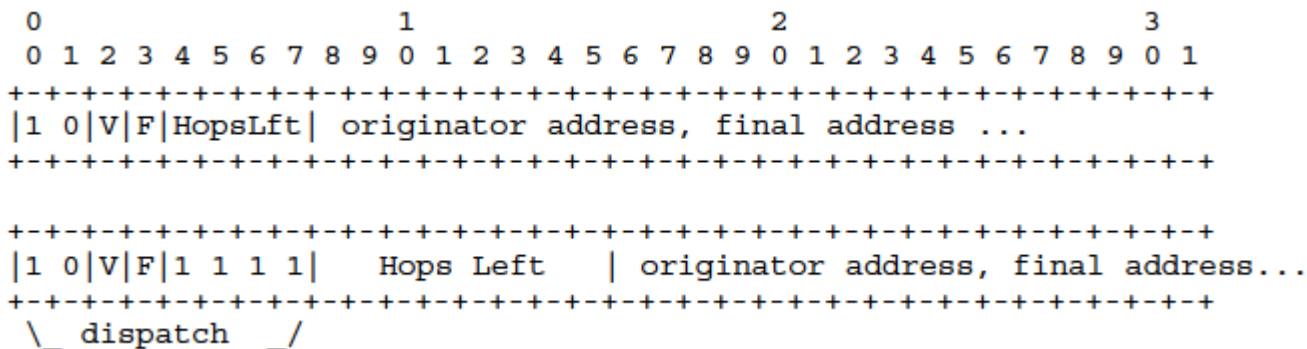 0                   1                   2                   3
0 1 2 3 4 5 6 7 8 9 0 1 2 3 4 5 6 7 8 9 0 1 2 3 4 5 6 7 8 9 0 1
+-+-+-+-+-+-+-+-+-+-+-+-+-+-+-+-+-+-+-+-+-+-+-+-+-+-+-+-+-+-+-+-+
|1 0|V|F|HopsLft| originator address, final address ...
+-+-+-+-+-+-+-+-+-+-+-+-+-+-+-+-+-+-+-+-+-+-+-+-+-+-+-+-+-+-+-+-+
+-+-+-+-+-+-+-+-+-+-+-+-+-+-+-+-+-+-+-+-+-+-+-+-+-+-+-+-+-+-+-+-+
|1 0|V|F|1 1 1 1|   Hops Left   | originator address, final address...
+-+-+-+-+-+-+-+-+-+-+-+-+-+-+-+-+-+-+-+-+-+-+-+-+-+-+-+-+-+-+-+-+
\_ dispatch  _/